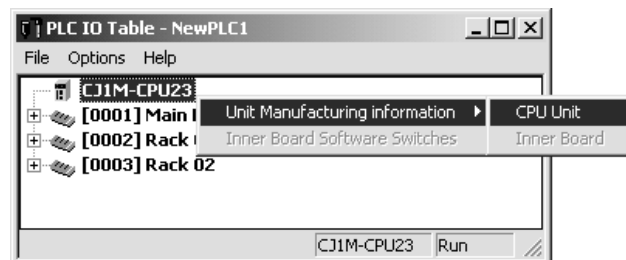 PLC IO Table - NewPLC1
File Options Help
CJ1M-CPU23
[0001] Main
Unit Manufacturing information
CPU Unit
[0002] Rack
Inner Board Software Switches
Inner Board
[0003] Rack 02
CJ1M-CPU23 Run